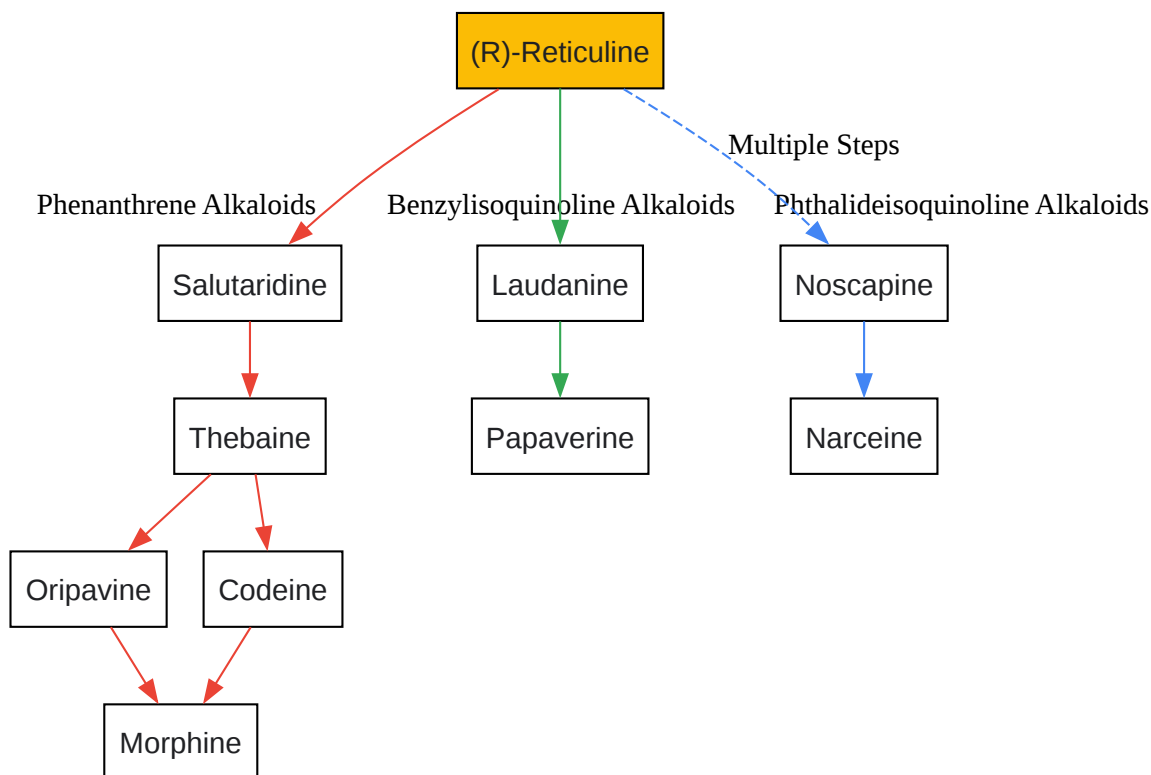 (R)-Reticuline
Multiple Steps
Phenanthrene Alkaloids
Benzylisoquinoline Alkaloids
Phthalideisoquinoline Alkaloids
Salutaridine
Laudanine
Noscapine
Thebaine
Papaverine
Narceine
Oripavine
Codeine
Morphine